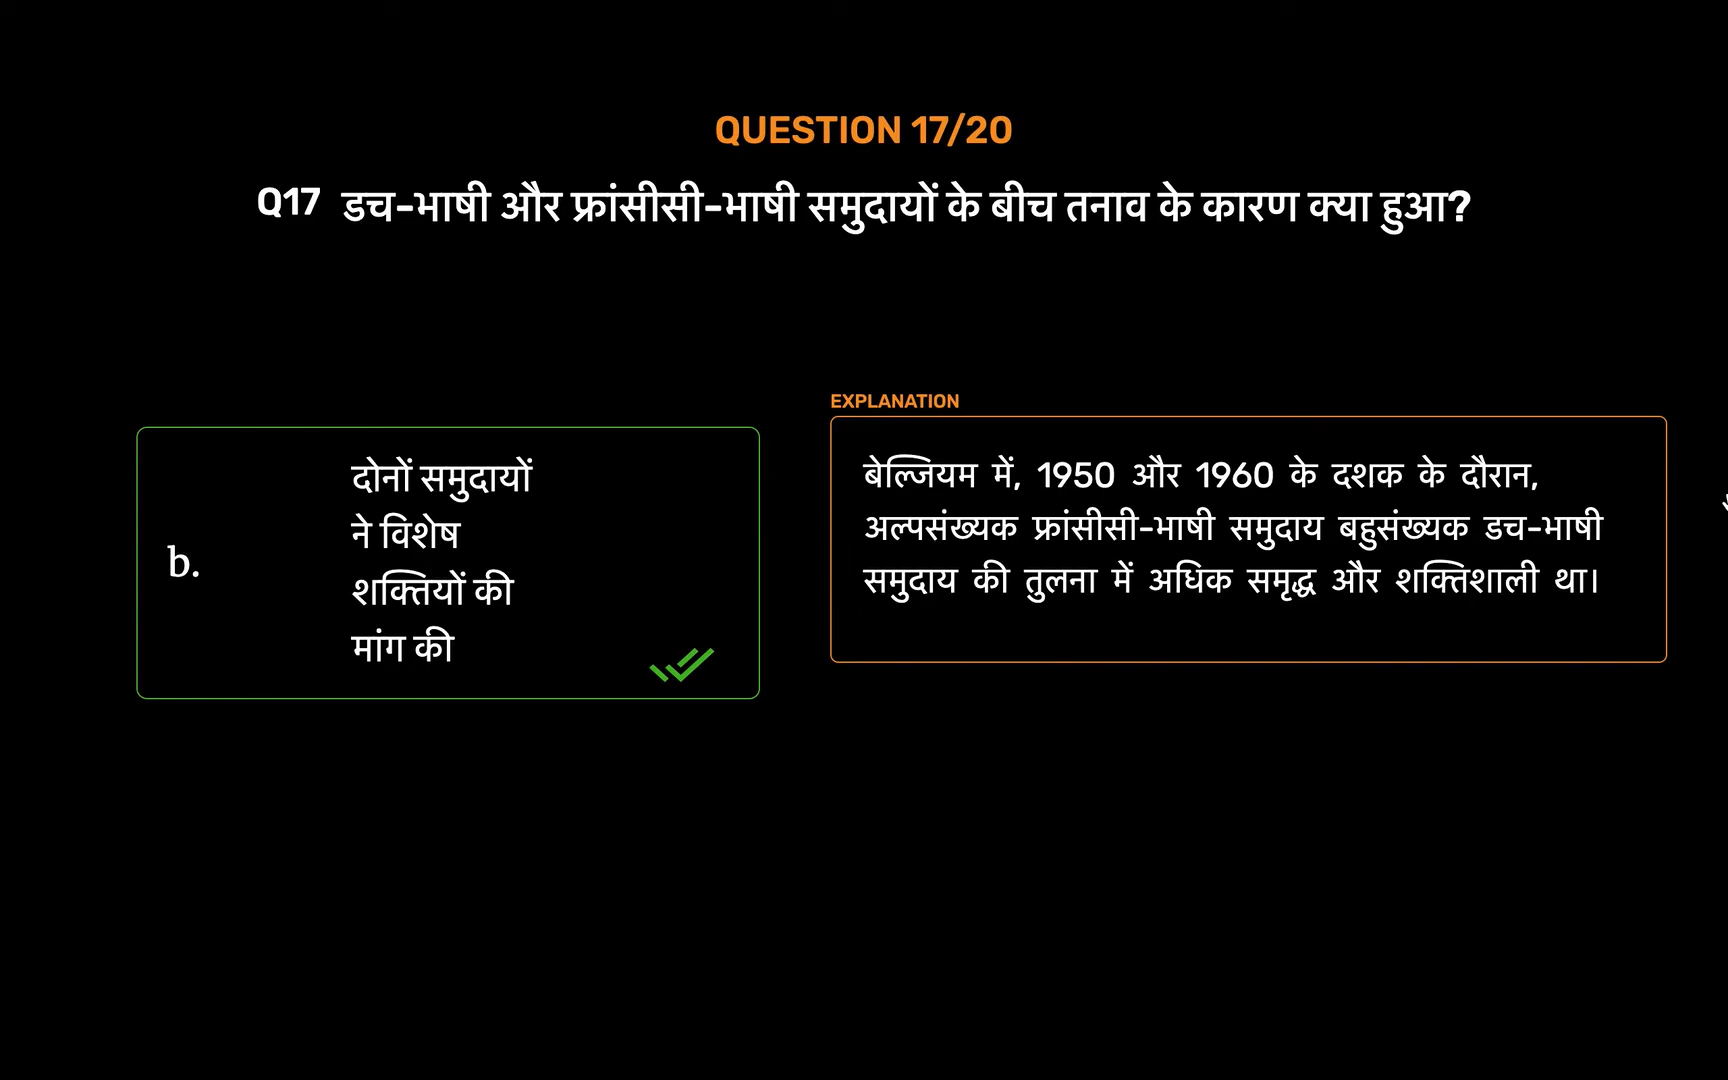 QUESTION 17/20
Q17 डच-भाषी और फ्रांसीसी-भाषी समुदायों के बीच तनाव के कारण क्या हुआ?
b.
दोनों समुदायों
ने विशेष
शक्तियों की
मांग की
EXPLANATION
बेल्जियम में, 1950 और 1960 के दशक के दौरान,
अल्पसंख्यक फ्रांसीसी-भाषी समुदाय बहुसंख्यक डच-भाषी
समुदाय की तुलना में अधिक समृद्ध और शक्तिशाली था।